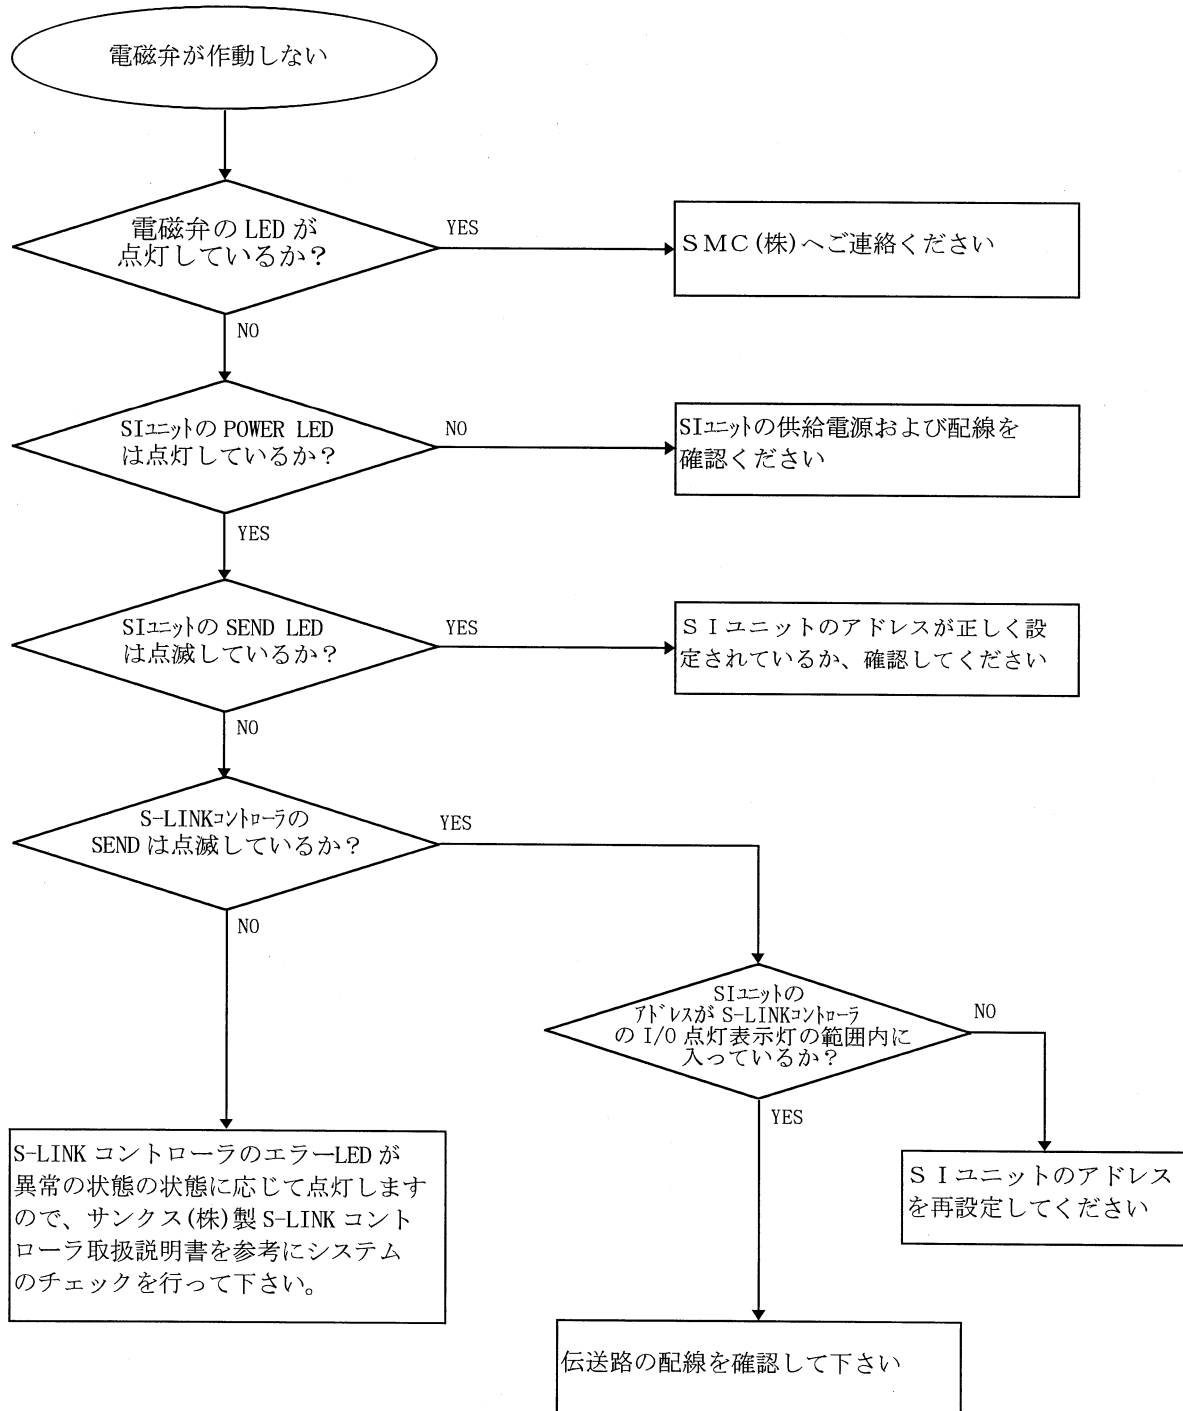 電磁弁が作動しない
電磁弁の LED が
点灯しているか？
YES
ＳＭＣ(株)へご連絡ください
NO
SIﾕﾆｯﾄの POWER LED
は点灯しているか？
NO
SIﾕﾆｯﾄの供給電源および配線を
確認ください
YES
SIﾕﾆｯﾄの SEND LED
は点滅しているか？
YES
ＳＩユニットのアドレスが正しく設
定されているか、確認してください
NO
S-LINKｺﾝﾄﾛｰﾗの
SEND は点滅しているか？
YES
NO
SIﾕﾆｯﾄの
ｱﾄﾞﾚｽが S-LINKｺﾝﾄﾛｰﾗ
の I/O 点灯表示灯の範囲内に
入っているか？
NO
YES
S-LINK コントローラのエラーLED が
異常の状態の状態に応じて点灯します
ので、サンクス(株)製 S-LINK コント
ローラ取扱説明書を参考にシステム
のチェックを行って下さい。
ＳＩユニットのアドレス
を再設定してください
伝送路の配線を確認して下さい